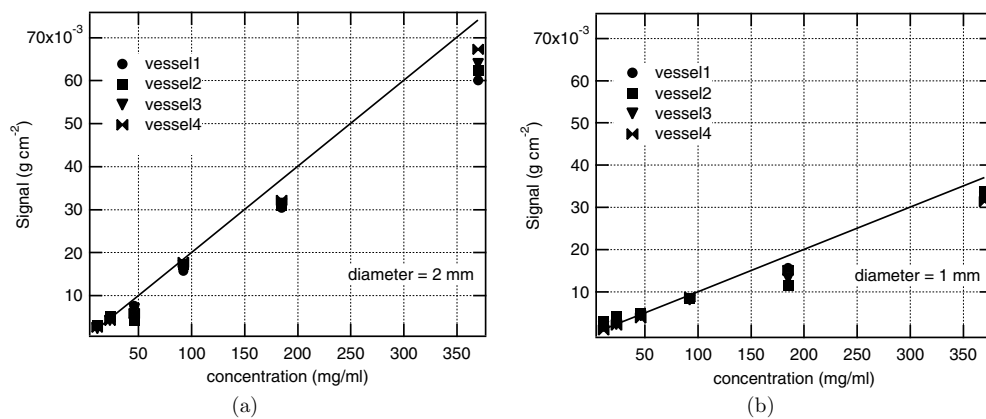 70x10⁻³
60
50
40
30
20
10
Signal (g cm⁻²)
vessel1
vessel2
vessel3
vessel4
diameter = 2 mm
50 100 150 200 250 300 350
concentration (mg/ml)
(a)
70x10⁻³
60
50
40
30
20
10
Signal (g cm⁻²)
vessel1
vessel2
vessel3
vessel4
diameter = 1 mm
50 100 150 200 250 300 350
concentration (mg/ml)
(b)